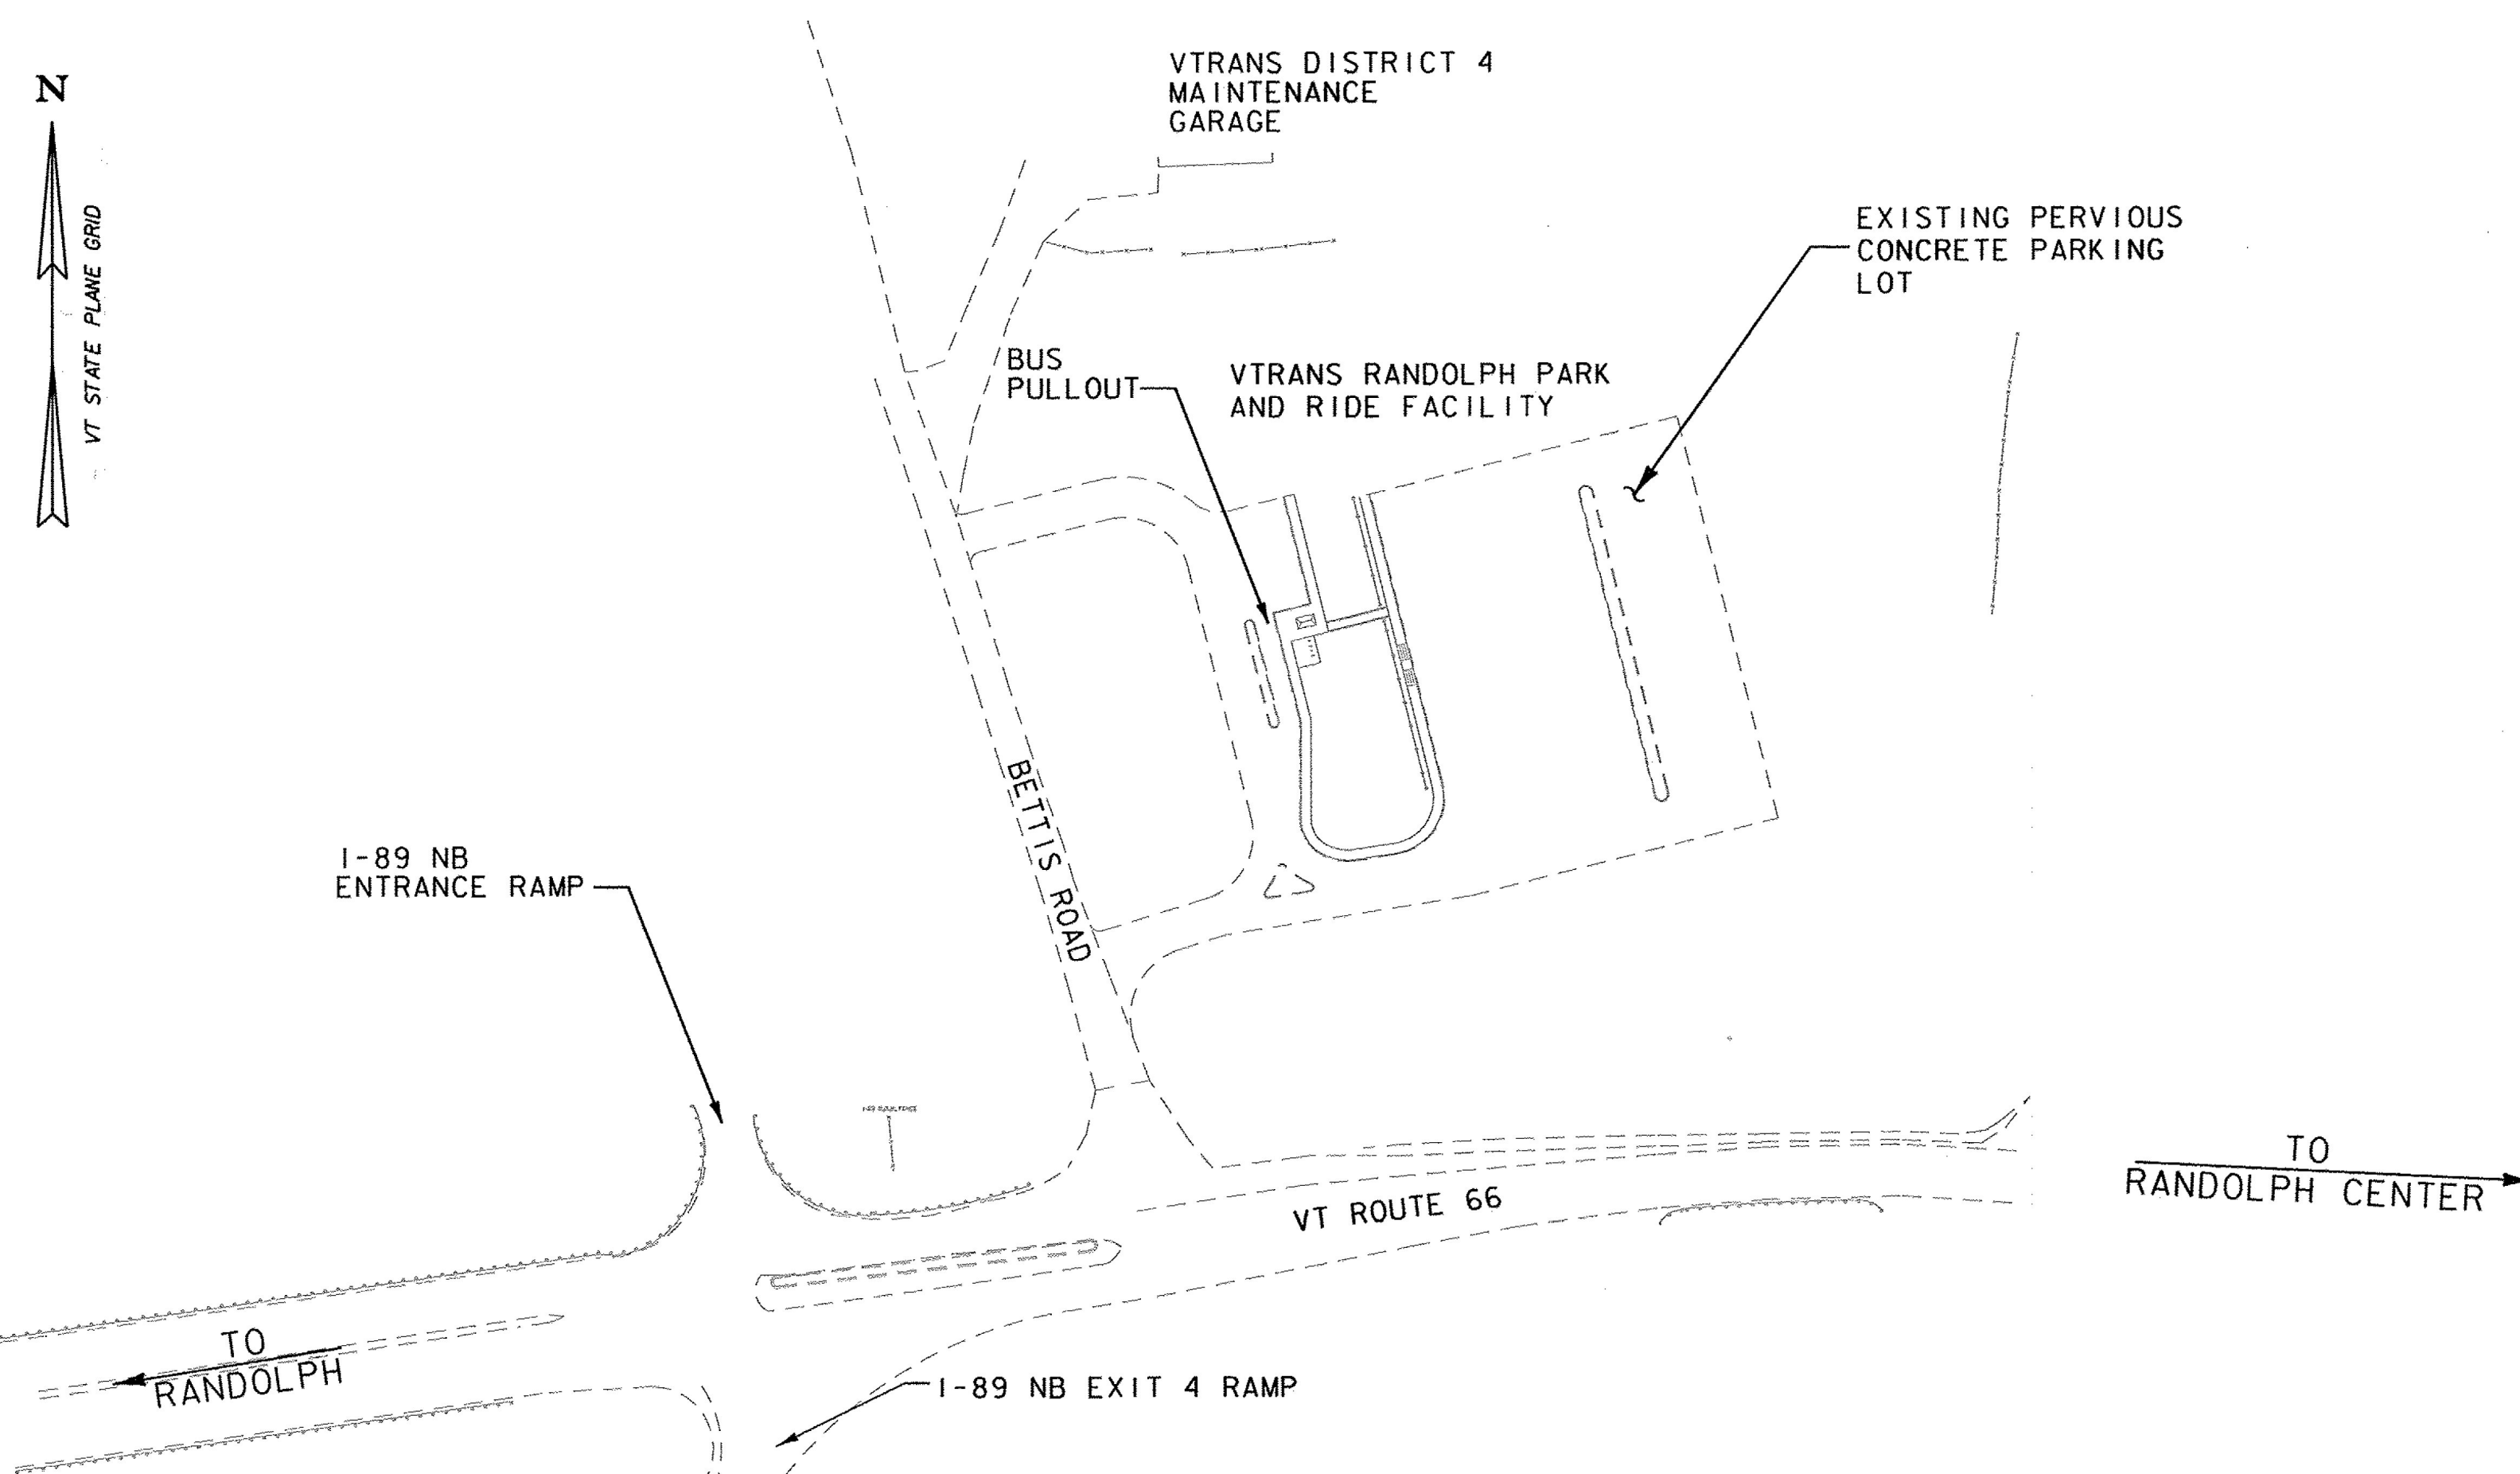 VTRANS DISTRICT 4
MAINTENANCE
GARAGE
N
VT STATE PLANE GRID
EXISTING PERVIOUS
CONCRETE PARKING
LOT
BUS
PULLOUT
VTRANS RANDOLPH PARK
AND RIDE FACILITY
BETTIS ROAD
I-89 NB
ENTRANCE RAMP
TO
RANDOLPH CENTER
VT ROUTE 66
TO
RANDOLPH
I-89 NB EXIT 4 RAMP